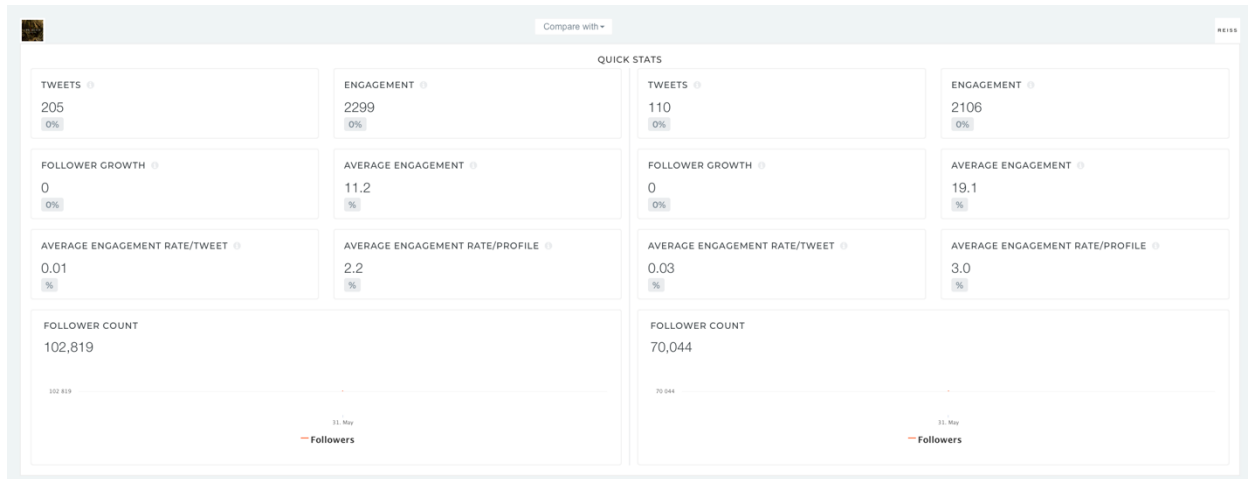 Compare with
REISS
QUICK STATS
TWEETS
205
0%
ENGAGEMENT
2299
0%
TWEETS
110
0%
ENGAGEMENT
2106
0%
FOLLOWER GROWTH
0
0%
AVERAGE ENGAGEMENT
11.2
%
FOLLOWER GROWTH
0
0%
AVERAGE ENGAGEMENT
19.1
%
AVERAGE ENGAGEMENT RATE/TWEET
0.01
%
AVERAGE ENGAGEMENT RATE/PROFILE
2.2
%
AVERAGE ENGAGEMENT RATE/TWEET
0.03
%
AVERAGE ENGAGEMENT RATE/PROFILE
3.0
%
FOLLOWER COUNT
102,819
102 819
31. May
Followers
FOLLOWER COUNT
70,044
70 044
31. May
Followers